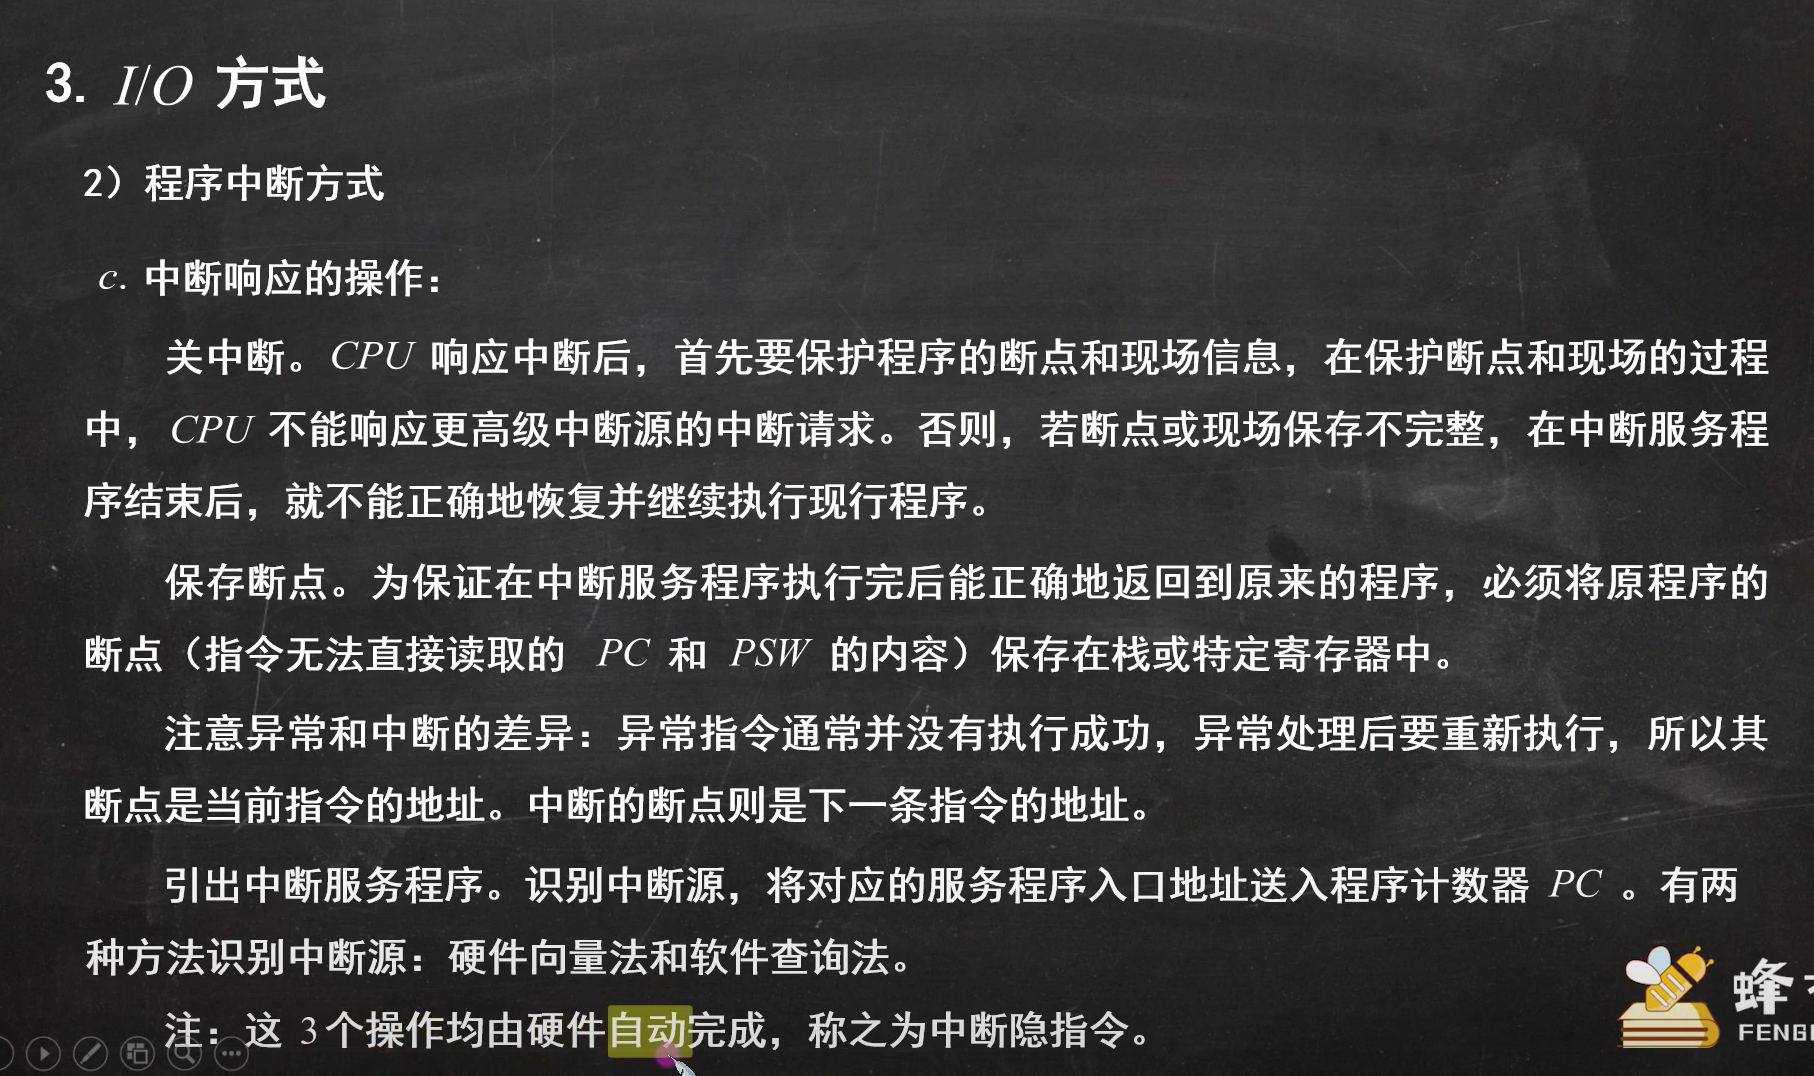 3. I/O 方式
2）程序中断方式
c. 中断响应的操作：
关中断。CPU 响应中断后，首先要保护程序的断点和现场信息，在保护断点和现场的过程
中，CPU 不能响应更高级中断源的中断请求。否则，若断点或现场保存不完整，在中断服务程
序结束后，就不能正确地恢复并继续执行现行程序。
保存断点。为保证在中断服务程序执行完后能正确地返回到原来的程序，必须将原程序的
断点（指令无法直接读取的 PC 和 PSW 的内容）保存在栈或特定寄存器中。
注意异常和中断的差异：异常指令通常并没有执行成功，异常处理后要重新执行，所以其
断点是当前指令的地址。中断的断点则是下一条指令的地址。
引出中断服务程序。识别中断源，将对应的服务程序入口地址送入程序计数器 PC 。有两
种方法识别中断源：硬件向量法和软件查询法。
注：这 3个操作均由硬件自动完成，称之为中断隐指令。
蜂
FENG